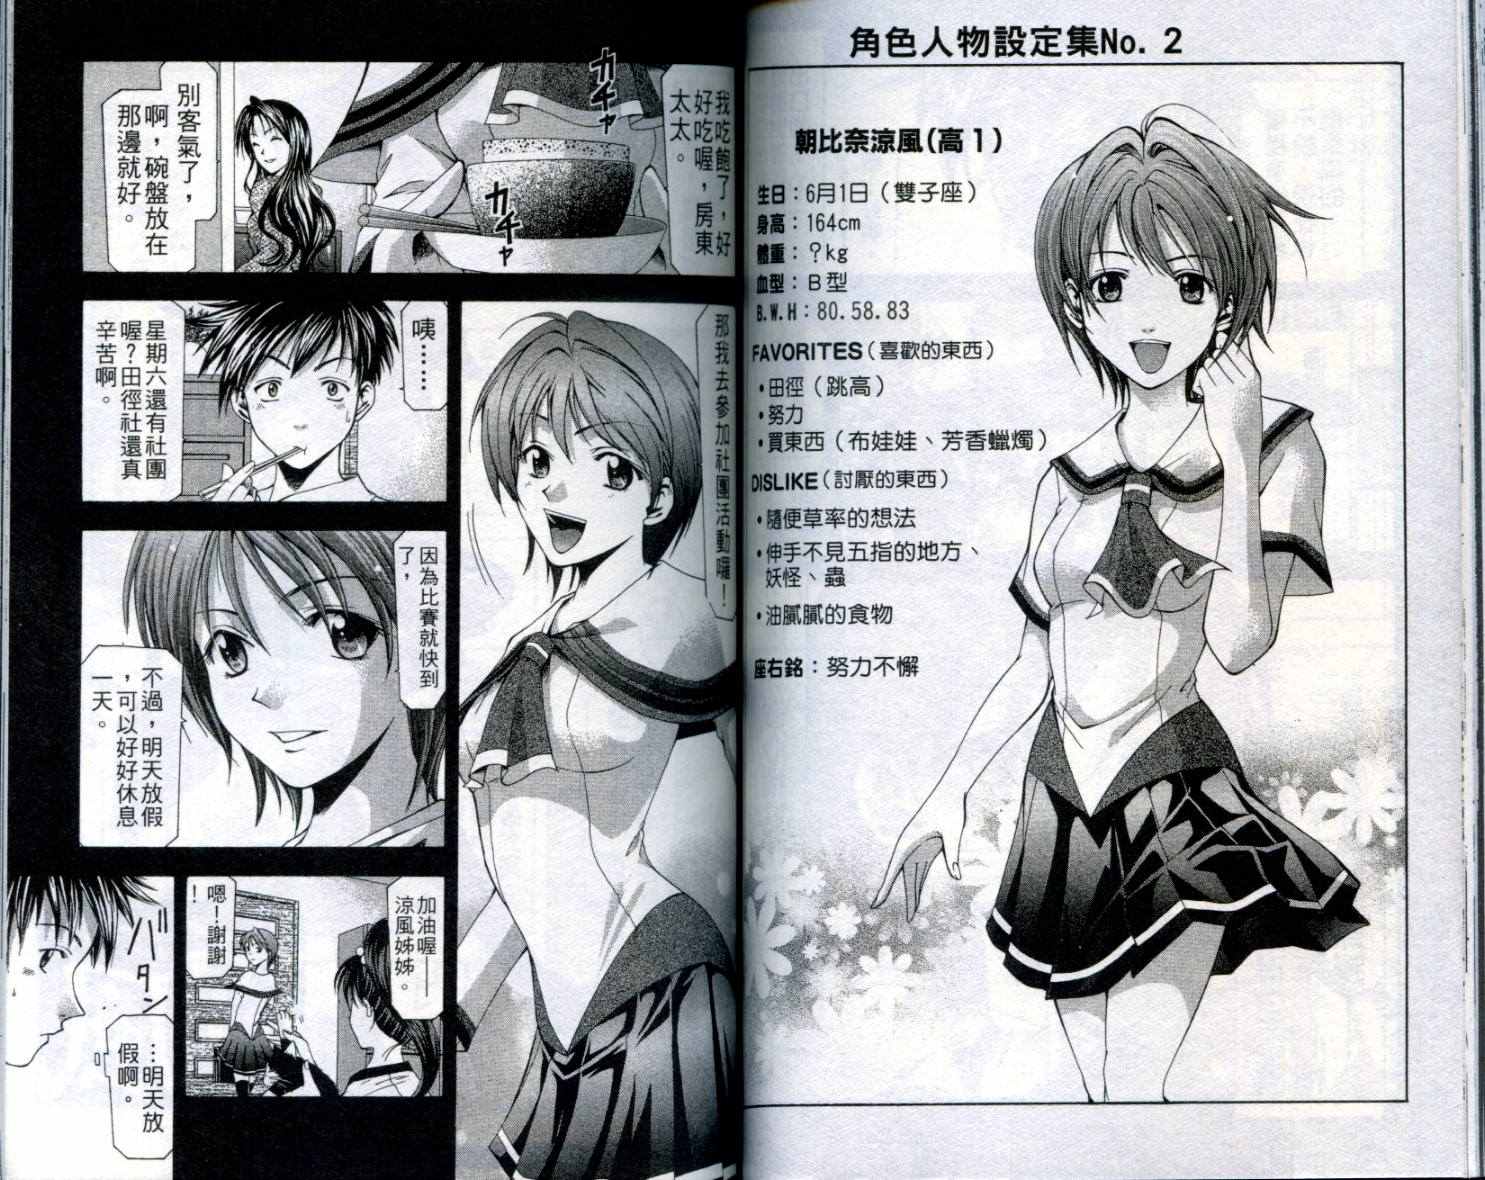 角色人物設定集No. 2
朝比奈涼風(高1)
生日：6月1日（雙子座）
身高：164cm
體重：?kg
血型：B型
B.W.H：80.58.83
FAVORITES（喜歡的東西）
・田徑（跳高）
・努力
・買東西（布娃娃、芳香蠟燭）
DISLIKE（討厭的東西）
・隨便草率的想法
・伸手不見五指的地方、
妖怪、蟲
・油膩膩的食物
座右銘：努力不懈
我吃飽了，好
好吃喔，房東
太太。
ガチャ
ガチャ
別客氣了，
啊，碗盤放在
那邊就好。
那我去參加社團活動囉！
咦……
星期六還有社團
喔？田徑社還真
辛苦啊。
因為比賽就快到
了，
不過，明天放假
，可以好好休息
一天。
加油喔——
涼風姊姊。
嗯！謝謝
！
バタン
…明天放
假啊。